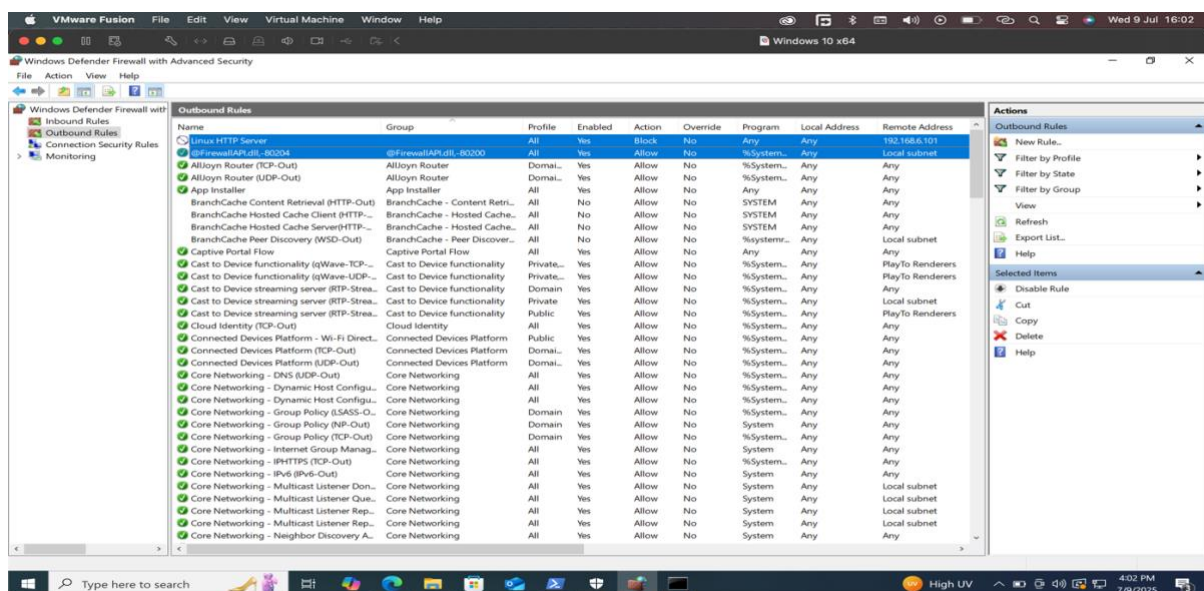 VMware Fusion File Edit View Virtual Machine Window Help Wed 9 Jul 16:02
Windows 10 x64
Windows Defender Firewall with Advanced Security
File Action View Help
Windows Defender Firewall with
Inbound Rules
Outbound Rules
Connection Security Rules
Monitoring
Outbound Rules
Name Group Profile Enabled Action Override Program Local Address Remote Address
Linux HTTP Server All Yes Block No Any Any 192.168.6.101
@FirewallAPI.dll,-80204 @FirewallAPI.dll,-80200 All Yes Allow No %System... Any Local subnet
AllJoyn Router (TCP-Out) AllJoyn Router Domai... Yes Allow No %System... Any Any
AllJoyn Router (UDP-Out) AllJoyn Router Domai... Yes Allow No %System... Any Any
App Installer App Installer All Yes Allow No Any Any Any
BranchCache Content Retrieval (HTTP-Out) BranchCache - Content Retri... All No Allow No SYSTEM Any Any
BranchCache Hosted Cache Client (HTTP-... BranchCache - Hosted Cache... All No Allow No SYSTEM Any Any
BranchCache Hosted Cache Server(HTTP-... BranchCache - Hosted Cache... All No Allow No SYSTEM Any Any
BranchCache Peer Discovery (WSD-Out) BranchCache - Peer Discover... All No Allow No %systemr... Any Local subnet
Captive Portal Flow Captive Portal Flow All Yes Allow No Any Any Any
Cast to Device functionality (qWave-TCP-... Cast to Device functionality Private,... Yes Allow No %System... Any PlayTo Renderers
Cast to Device functionality (qWave-UDP-... Cast to Device functionality Private,... Yes Allow No %System... Any PlayTo Renderers
Cast to Device streaming server (RTP-Strea... Cast to Device functionality Domain Yes Allow No %System... Any Any
Cast to Device streaming server (RTP-Strea... Cast to Device functionality Private Yes Allow No %System... Any Local subnet
Cast to Device streaming server (RTP-Strea... Cast to Device functionality Public Yes Allow No %System... Any PlayTo Renderers
Cloud Identity (TCP-Out) Cloud Identity All Yes Allow No %System... Any Any
Connected Devices Platform - Wi-Fi Direct... Connected Devices Platform Public Yes Allow No %System... Any Any
Connected Devices Platform (TCP-Out) Connected Devices Platform Domai... Yes Allow No %System... Any Any
Connected Devices Platform (UDP-Out) Connected Devices Platform Domai... Yes Allow No %System... Any Any
Core Networking - DNS (UDP-Out) Core Networking All Yes Allow No %System... Any Any
Core Networking - Dynamic Host Configu... Core Networking All Yes Allow No %System... Any Any
Core Networking - Dynamic Host Configu... Core Networking All Yes Allow No %System... Any Any
Core Networking - Group Policy (LSASS-O... Core Networking Domain Yes Allow No %System... Any Any
Core Networking - Group Policy (NP-Out) Core Networking Domain Yes Allow No System Any Any
Core Networking - Group Policy (TCP-Out) Core Networking Domain Yes Allow No %System... Any Any
Core Networking - Internet Group Manag... Core Networking All Yes Allow No System Any Any
Core Networking - IPHTTPS (TCP-Out) Core Networking All Yes Allow No %System... Any Any
Core Networking - IPv6 (IPv6-Out) Core Networking All Yes Allow No System Any Any
Core Networking - Multicast Listener Don... Core Networking All Yes Allow No System Any Local subnet
Core Networking - Multicast Listener Que... Core Networking All Yes Allow No System Any Local subnet
Core Networking - Multicast Listener Rep... Core Networking All Yes Allow No System Any Local subnet
Core Networking - Multicast Listener Rep... Core Networking All Yes Allow No System Any Local subnet
Core Networking - Neighbor Discovery A... Core Networking All Yes Allow No System Any Any
Actions
Outbound Rules
New Rule...
Filter by Profile
Filter by State
Filter by Group
View
Refresh
Export List...
Help
Selected Items
Disable Rule
Cut
Copy
Delete
Help
Type here to search
High UV
4:02 PM
7/9/2025